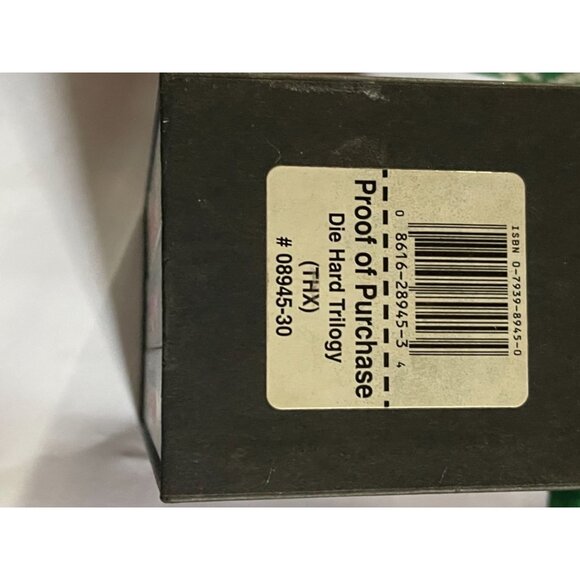 ISBN 0-7939-8945-0
0 8616-28945-3 4
Proof of Purchase
Die Hard Trilogy
(THX)
# 08945-30